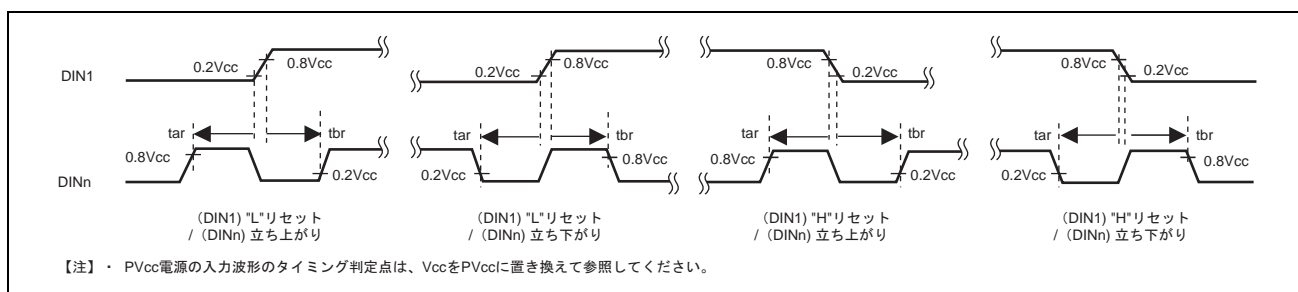 DIN1
0.2Vcc 0.8Vcc 0.2Vcc 0.8Vcc 0.8Vcc 0.2Vcc 0.8Vcc 0.2Vcc
tar tbr tar tbr tar tbr tar tbr
DINn
0.8Vcc 0.2Vcc 0.2Vcc 0.8Vcc 0.8Vcc 0.2Vcc 0.2Vcc 0.8Vcc
(DIN1) "L"リセット
/ (DINn) 立ち上がり
(DIN1) "L"リセット
/ (DINn) 立ち下がり
(DIN1) "H"リセット
/ (DINn) 立ち上がり
(DIN1) "H"リセット
/ (DINn) 立ち下がり
【注】・ PVcc電源の入力波形のタイミング判定点は、VccをPVccに置き換えて参照してください。